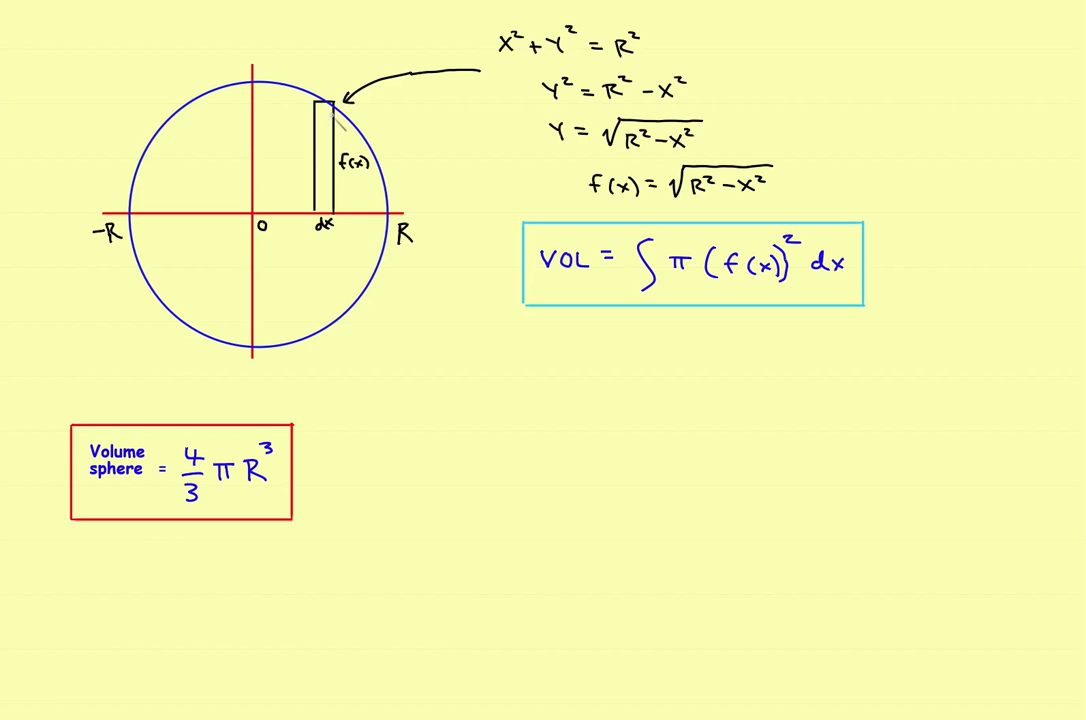 X² + Y² = R²
Y² = R² - X²
Y = √R² - X²
f(x) = √R² - X²
f(x)
-R
0
dx
R
VOL = ∫ π (f(x))² dx
Volume sphere = 4/3 π R³